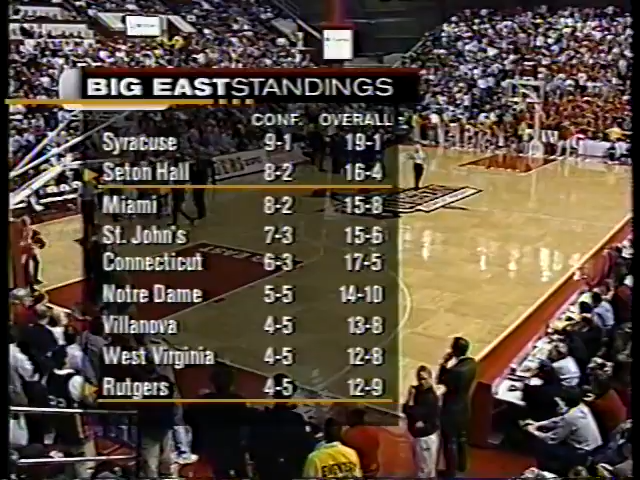 BIG EAST STANDINGS
CONF. OVERALL
Syracuse 9-1 19-1
Seton Hall 8-2 16-4
Miami 8-2 15-8
St. John's 7-3 15-6
Connecticut 6-3 17-5
Notre Dame 5-5 14-10
Villanova 4-5 13-8
West Virginia 4-5 12-8
Rutgers 4-5 12-9